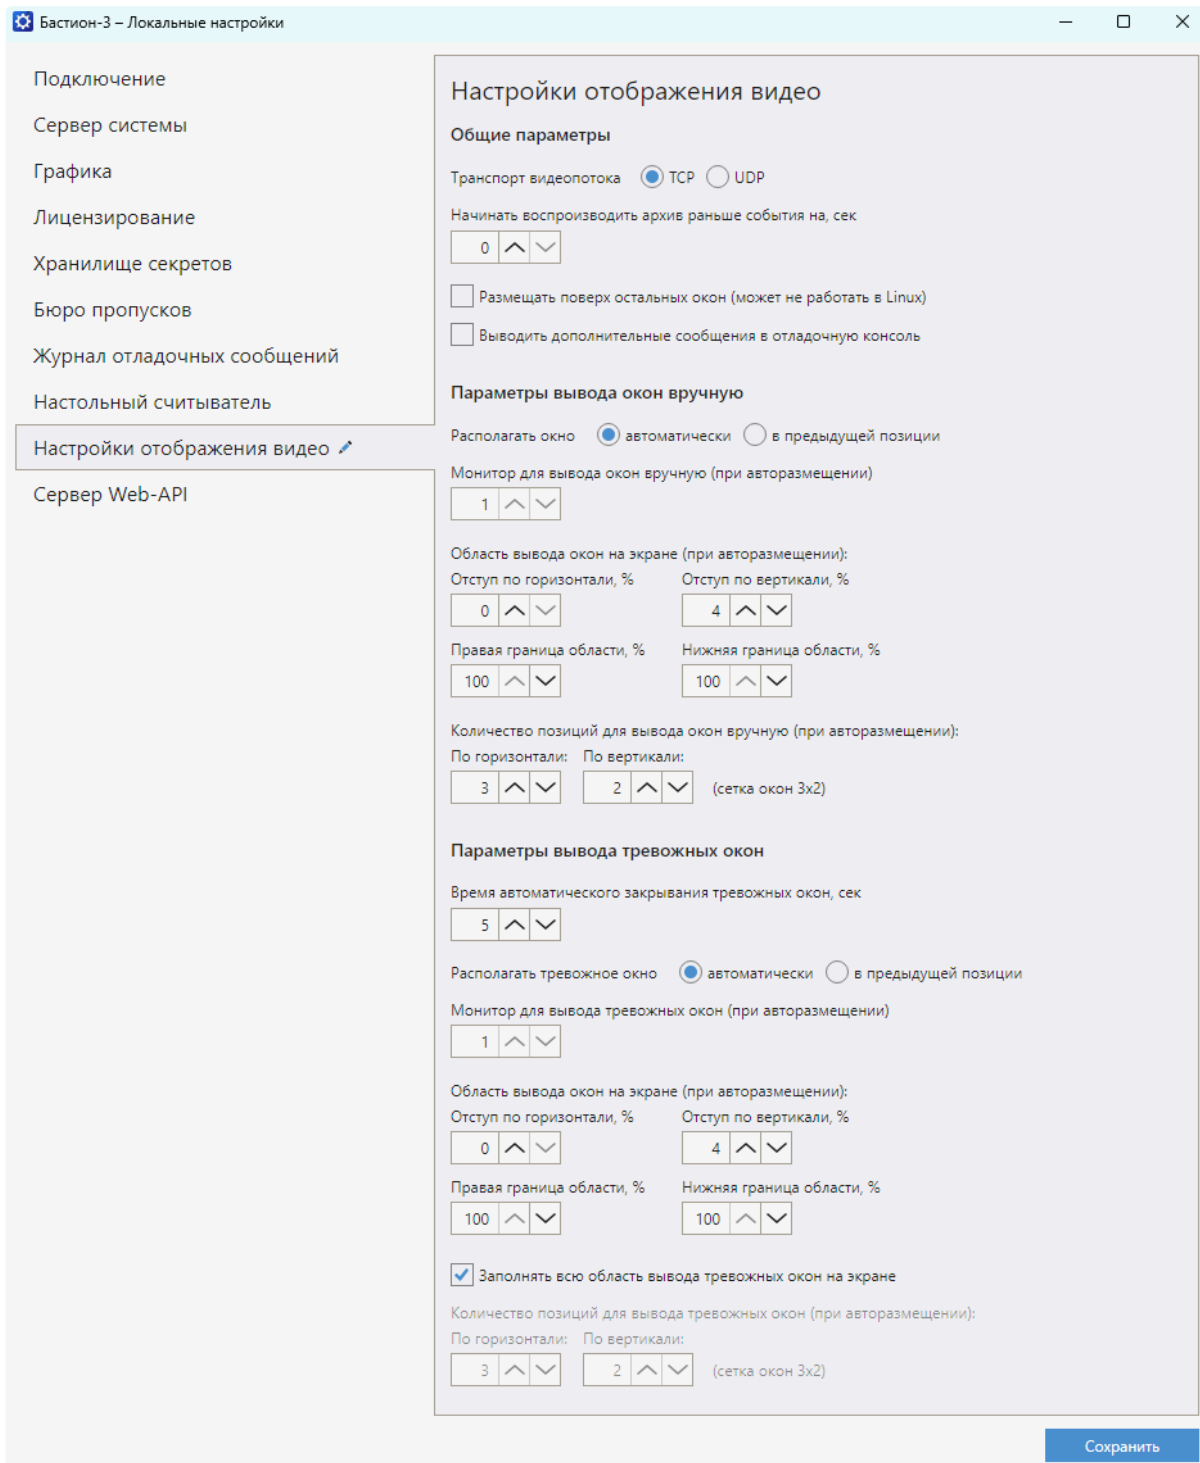 Бастион-3 – Локальные настройки
Подключение
Сервер системы
Графика
Лицензирование
Хранилище секретов
Бюро пропусков
Журнал отладочных сообщений
Настольный считыватель
Настройки отображения видео
Сервер Web-API
Настройки отображения видео
Общие параметры
Транспорт видеопотока TCP UDP
Начинать воспроизводить архив раньше события на, сек
0
Размещать поверх остальных окон (может не работать в Linux)
Выводить дополнительные сообщения в отладочную консоль
Параметры вывода окон вручную
Располагать окно автоматически в предыдущей позиции
Монитор для вывода окон вручную (при авторазмещении)
1
Область вывода окон на экране (при авторазмещении):
Отступ по горизонтали, % Отступ по вертикали, %
0 4
Правая граница области, % Нижняя граница области, %
100 100
Количество позиций для вывода окон вручную (при авторазмещении):
По горизонтали: По вертикали:
3 2 (сетка окон 3x2)
Параметры вывода тревожных окон
Время автоматического закрывания тревожных окон, сек
5
Располагать тревожное окно автоматически в предыдущей позиции
Монитор для вывода тревожных окон (при авторазмещении)
1
Область вывода окон на экране (при авторазмещении):
Отступ по горизонтали, % Отступ по вертикали, %
0 4
Правая граница области, % Нижняя граница области, %
100 100
Заполнять всю область вывода тревожных окон на экране
Количество позиций для вывода тревожных окон (при авторазмещении):
По горизонтали: По вертикали:
3 2 (сетка окон 3x2)
Сохранить